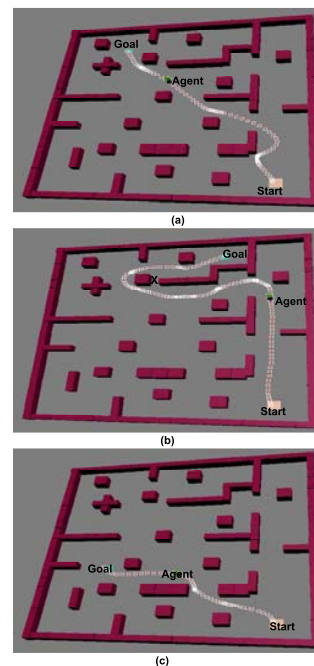 Goal
Agent
Start
(a)
Goal
X
Agent
Start
(b)
Goal
Agent
Start
(c)